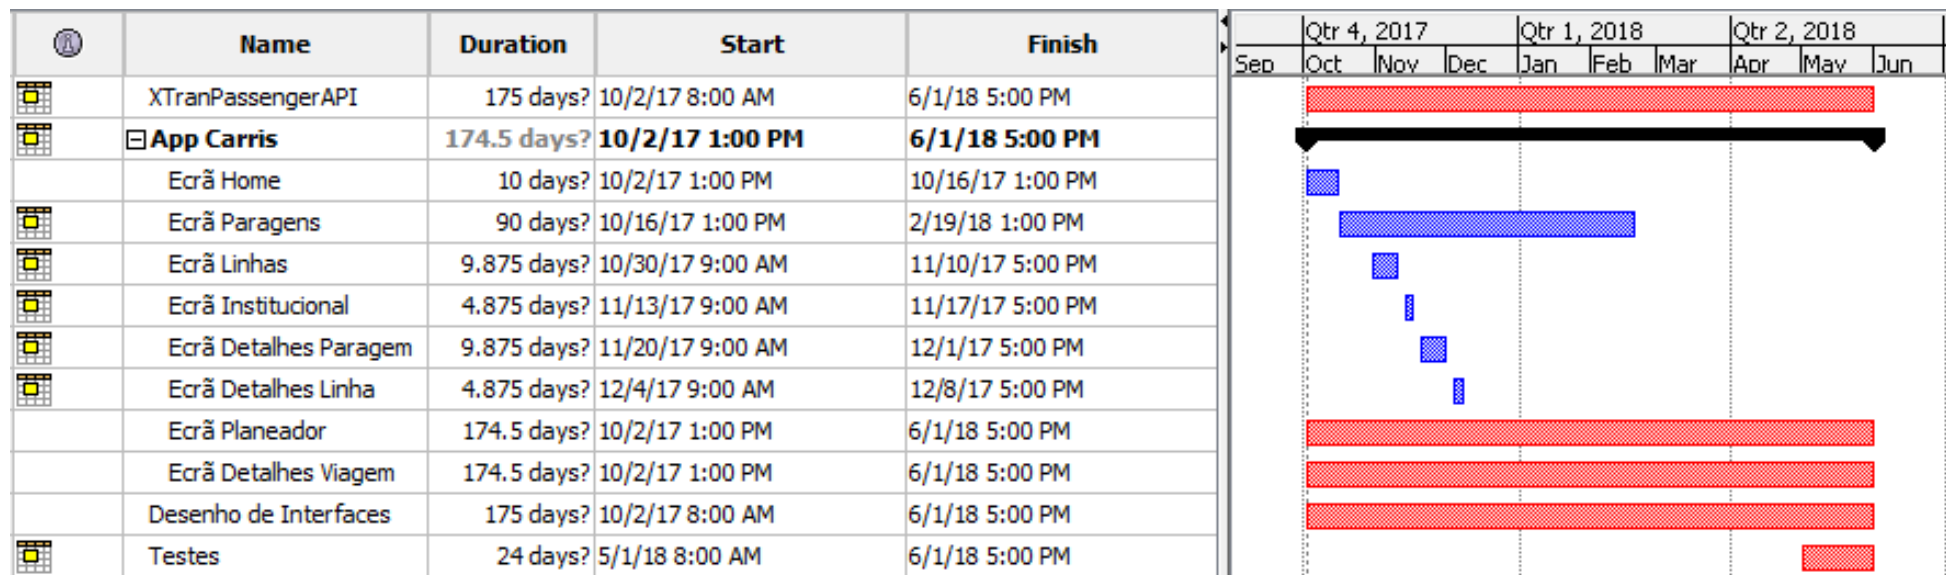 Name Duration Start Finish
Qtr 4, 2017 Qtr 1, 2018 Qtr 2, 2018
Sep Oct Nov Dec Jan Feb Mar Apr May Jun
XTranPassengerAPI 175 days? 10/2/17 8:00 AM 6/1/18 5:00 PM
App Carris 174.5 days? 10/2/17 1:00 PM 6/1/18 5:00 PM
Ecrã Home 10 days? 10/2/17 1:00 PM 10/16/17 1:00 PM
Ecrã Paragens 90 days? 10/16/17 1:00 PM 2/19/18 1:00 PM
Ecrã Linhas 9.875 days? 10/30/17 9:00 AM 11/10/17 5:00 PM
Ecrã Institucional 4.875 days? 11/13/17 9:00 AM 11/17/17 5:00 PM
Ecrã Detalhes Paragem 9.875 days? 11/20/17 9:00 AM 12/1/17 5:00 PM
Ecrã Detalhes Linha 4.875 days? 12/4/17 9:00 AM 12/8/17 5:00 PM
Ecrã Planeador 174.5 days? 10/2/17 1:00 PM 6/1/18 5:00 PM
Ecrã Detalhes Viagem 174.5 days? 10/2/17 1:00 PM 6/1/18 5:00 PM
Desenho de Interfaces 175 days? 10/2/17 8:00 AM 6/1/18 5:00 PM
Testes 24 days? 5/1/18 8:00 AM 6/1/18 5:00 PM